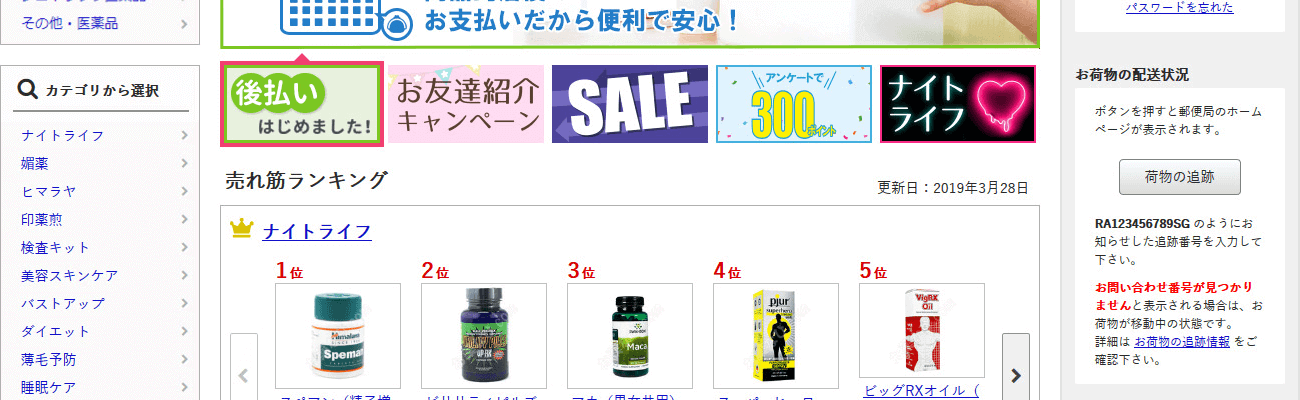 その他・医薬品
カテゴリから選択
ナイトライフ
媚薬
ヒマラヤ
印薬煎
検査キット
美容スキンケア
バストアップ
ダイエット
薄毛予防
睡眠ケア
お支払いだから便利で安心！
後払い
はじめました!
お友達紹介
キャンペーン
SALE
アンケートで
300
ポイント
ナイト
ライフ
売れ筋ランキング
更新日：2019年3月28日
ナイトライフ
1位
2位
3位
4位
5位
Himalaya
Speman
Maca
pjur
superhero
VigRX
Oil
ビッグRXオイル（
パスワードを忘れた
お荷物の配送状況
ボタンを押すと郵便局のホーム
ページが表示されます。
荷物の追跡
RA123456789SG のようにお
知らせした追跡番号を入力して
下さい。
お問い合わせ番号が見つかり
ませんと表示される場合は、お
荷物が移動中の状態です。
詳細は お荷物の追跡情報 をご
確認下さい。